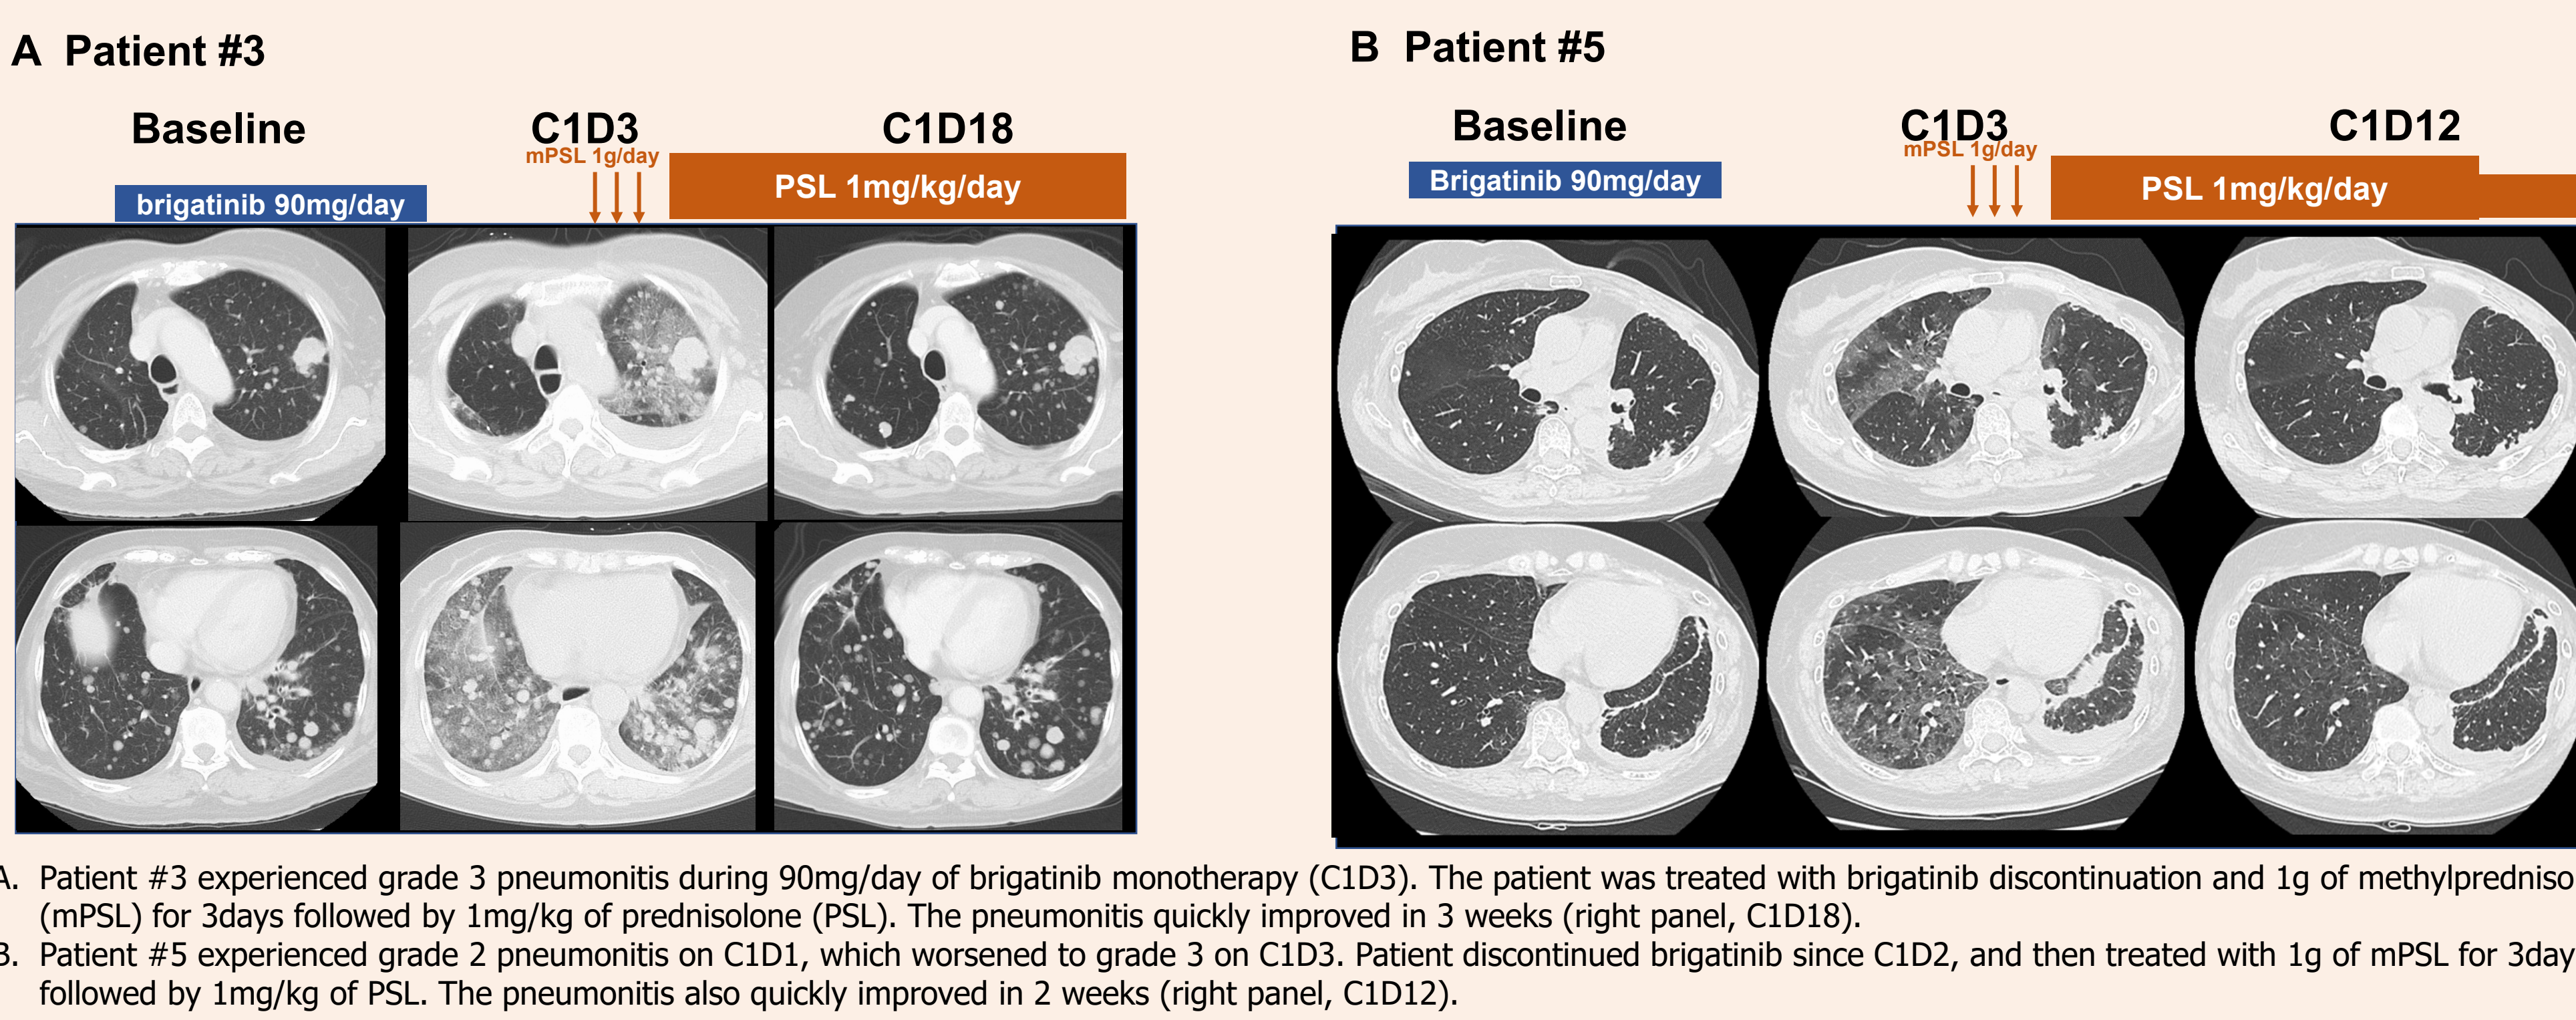 A Patient #3
Baseline
C1D3
C1D18
mPSL 1g/day
brigatinib 90mg/day
PSL 1mg/kg/day
B Patient #5
Baseline
C1D3
C1D12
mPSL 1g/day
Brigatinib 90mg/day
PSL 1mg/kg/day
A. Patient #3 experienced grade 3 pneumonitis during 90mg/day of brigatinib monotherapy (C1D3). The patient was treated with brigatinib discontinuation and 1g of methylpredniso
(mPSL) for 3days followed by 1mg/kg of prednisolone (PSL). The pneumonitis quickly improved in 3 weeks (right panel, C1D18).
B. Patient #5 experienced grade 2 pneumonitis on C1D1, which worsened to grade 3 on C1D3. Patient discontinued brigatinib since C1D2, and then treated with 1g of mPSL for 3day
followed by 1mg/kg of PSL. The pneumonitis also quickly improved in 2 weeks (right panel, C1D12).